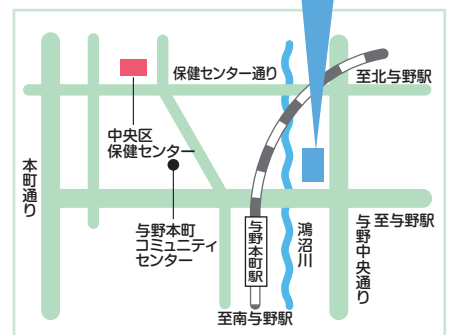 保健センター通り
至北与野駅
中央区
保健センター
本町通り
与野本町
コミュニティ
センター
与野本町駅
鴻沼川
与野中央通り
至与野駅
至南与野駅